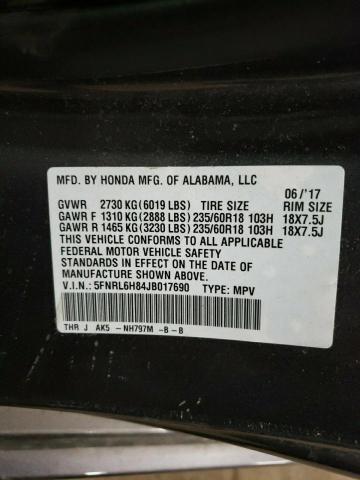 MFD. BY HONDA MFG. OF ALABAMA, LLC 06/'17
GVWR 2730 KG(6019 LBS) TIRE SIZE RIM SIZE
GAWR F 1310 KG(2888 LBS) 235/60R18 103H 18X7.5J
GAWR R 1465 KG(3230 LBS) 235/60R18 103H 18X7.5J
THIS VEHICLE CONFORMS TO ALL APPLICABLE
FEDERAL MOTOR VEHICLE SAFETY
STANDARDS IN EFFECT ON THE DATE OF
MANUFACTURE SHOWN ABOVE.
V.I.N.: 5FNRL6H84JB017690 TYPE: MPV
THR J AK5 -NH797M -B -B